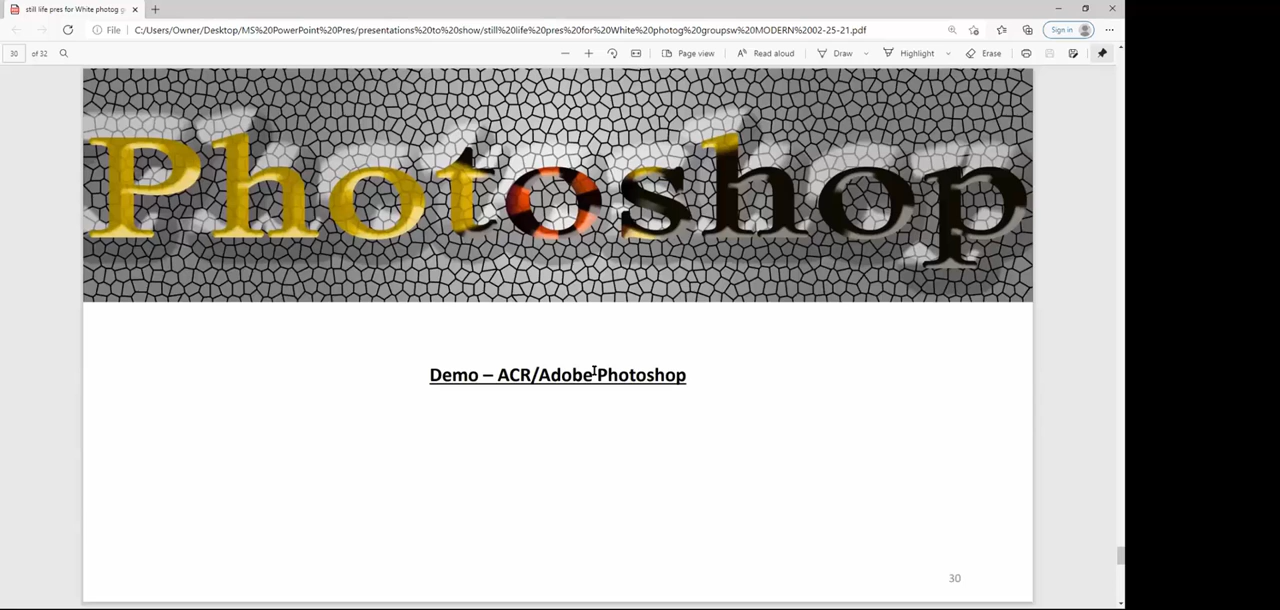 still life pres for White photog g
File
C:/Users/Owner/Desktop/MS%20PowerPoint%20Pres/presentations%20to%20show/still%20life%20pres%20for%20White%20photog%20groupsw%20MODERN%2002-25-21.pdf
Sign in
30 of 32
Page view
Read aloud
Draw
Highlight
Erase
Photoshop
Demo – ACR/Adobe Photoshop
30